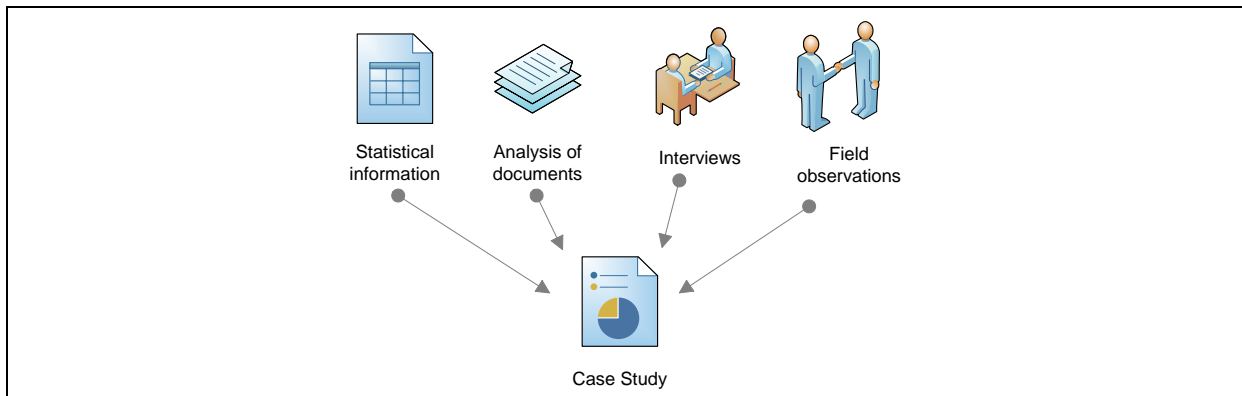 Statistical
information
Analysis of
documents
Interviews
Field
observations
Case Study